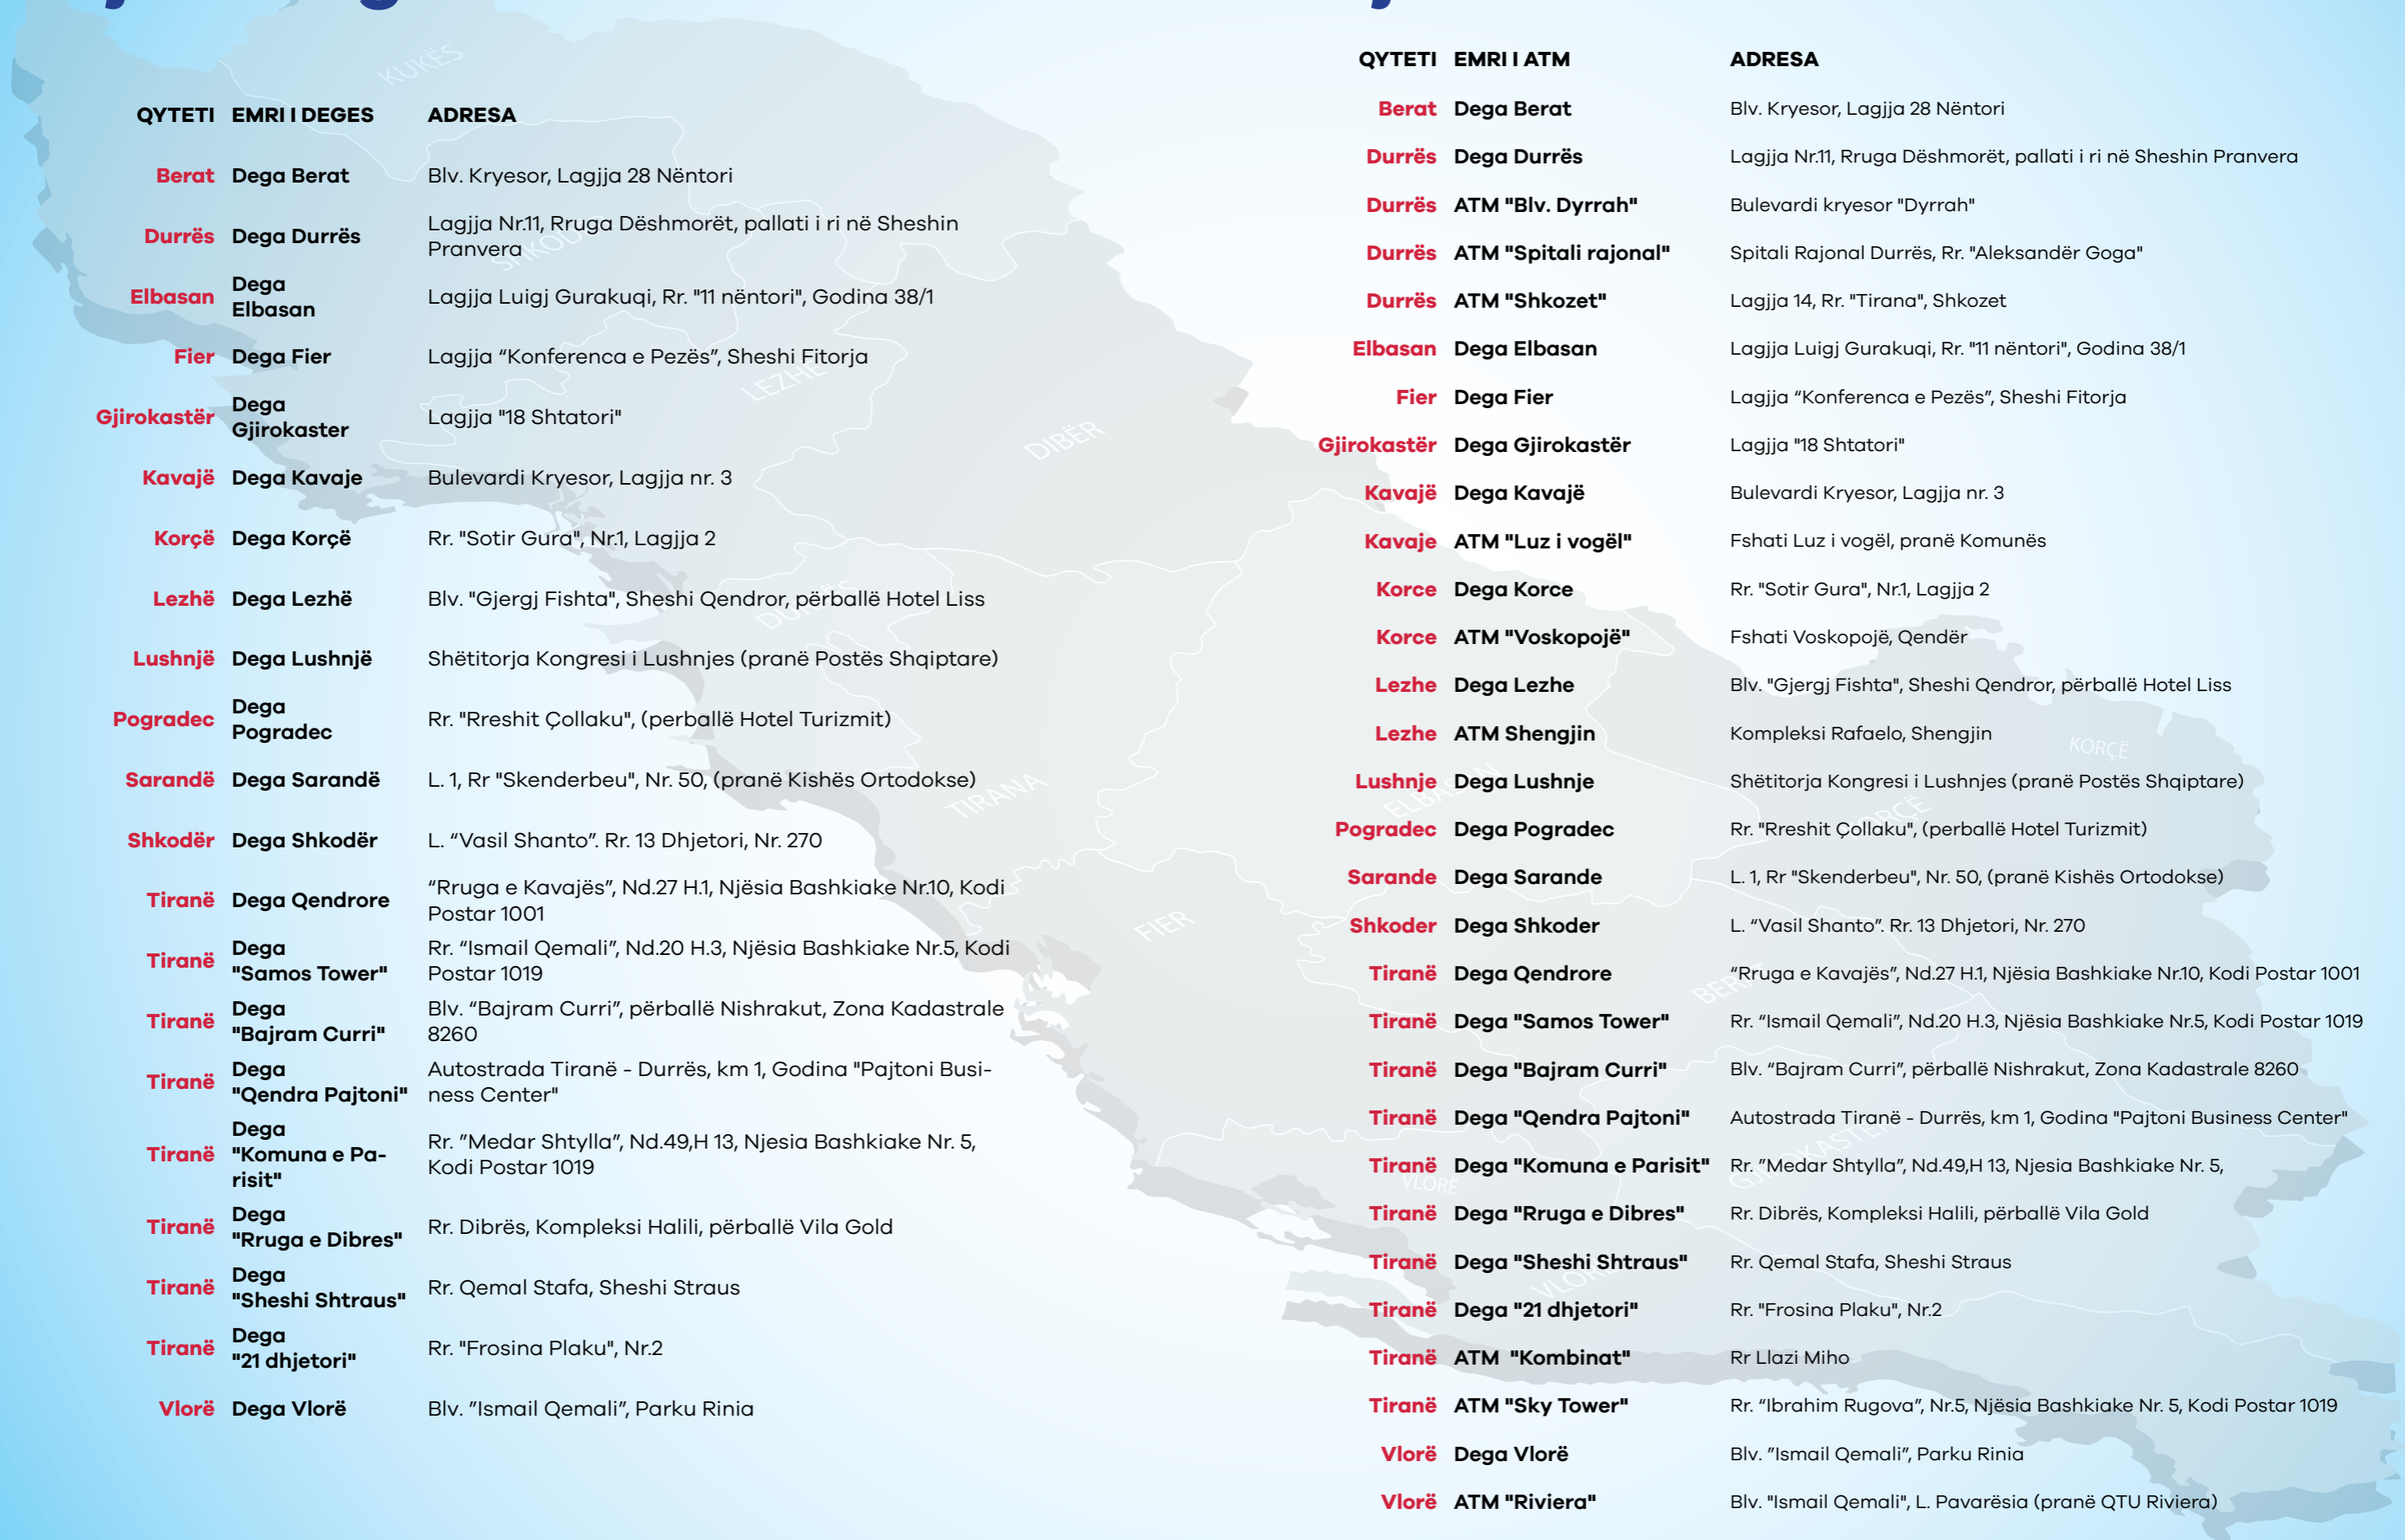 QYTETI EMRI I DEGES ADRESA
Berat Dega Berat Blv. Kryesor, Lagjja 28 Nëntori
Durrës Dega Durrës Lagjja Nr.11, Rruga Dëshmorët, pallati i ri në Sheshin
Pranvera
Elbasan Dega
Elbasan Lagjja Luigj Gurakuqi, Rr. "11 nëntori", Godina 38/1
Fier Dega Fier Lagjja “Konferenca e Pezës”, Sheshi Fitorja
Gjirokastër Dega
Gjirokaster Lagjja "18 Shtatori"
Kavajë Dega Kavaje Bulevardi Kryesor, Lagjja nr. 3
Korçë Dega Korçë Rr. "Sotir Gura", Nr.1, Lagjja 2
Lezhë Dega Lezhë Blv. "Gjergj Fishta", Sheshi Qendror, përballë Hotel Liss
Lushnjë Dega Lushnjë Shëtitorja Kongresi i Lushnjes (pranë Postës Shqiptare)
Pogradec Dega
Pogradec Rr. "Rreshit Çollaku", (perballë Hotel Turizmit)
Sarandë Dega Sarandë L. 1, Rr "Skenderbeu", Nr. 50, (pranë Kishës Ortodokse)
Shkodër Dega Shkodër L. “Vasil Shanto”. Rr. 13 Dhjetori, Nr. 270
Tiranë Dega Qendrore “Rruga e Kavajës”, Nd.27 H.1, Njësia Bashkiake Nr.10, Kodi
Postar 1001
Tiranë Dega
"Samos Tower" Rr. “Ismail Qemali”, Nd.20 H.3, Njësia Bashkiake Nr.5, Kodi
Postar 1019
Tiranë Dega
"Bajram Curri" Blv. “Bajram Curri”, përballë Nishrakut, Zona Kadastrale
8260
Tiranë Dega
"Qendra Pajtoni" Autostrada Tiranë - Durrës, km 1, Godina "Pajtoni Busi-
ness Center"
Tiranë Dega
"Komuna e Pa-
risit" Rr. ”Medar Shtylla”, Nd.49,H 13, Njesia Bashkiake Nr. 5,
Kodi Postar 1019
Tiranë Dega
"Rruga e Dibres" Rr. Dibrës, Kompleksi Halili, përballë Vila Gold
Tiranë Dega
"Sheshi Shtraus" Rr. Qemal Stafa, Sheshi Straus
Tiranë Dega
"21 dhjetori" Rr. "Frosina Plaku", Nr.2
Vlorë Dega Vlorë Blv. ”Ismail Qemali”, Parku Rinia
QYTETI EMRI I ATM ADRESA
Berat Dega Berat Blv. Kryesor, Lagjja 28 Nëntori
Durrës Dega Durrës Lagjja Nr.11, Rruga Dëshmorët, pallati i ri në Sheshin Pranvera
Durrës ATM "Blv. Dyrrah" Bulevardi kryesor "Dyrrah"
Durrës ATM "Spitali rajonal" Spitali Rajonal Durrës, Rr. "Aleksandër Goga"
Durrës ATM "Shkozet" Lagjja 14, Rr. "Tirana", Shkozet
Elbasan Dega Elbasan Lagjja Luigj Gurakuqi, Rr. "11 nëntori", Godina 38/1
Fier Dega Fier Lagjja “Konferenca e Pezës”, Sheshi Fitorja
Gjirokastër Dega Gjirokastër Lagjja "18 Shtatori"
Kavajë Dega Kavajë Bulevardi Kryesor, Lagjja nr. 3
Kavaje ATM "Luz i vogël" Fshati Luz i vogël, pranë Komunës
Korce Dega Korce Rr. "Sotir Gura", Nr.1, Lagjja 2
Korce ATM "Voskopojë" Fshati Voskopojë, Qendër
Lezhe Dega Lezhe Blv. "Gjergj Fishta", Sheshi Qendror, përballë Hotel Liss
Lezhe ATM Shengjin Kompleksi Rafaelo, Shengjin
Lushnje Dega Lushnje Shëtitorja Kongresi i Lushnjes (pranë Postës Shqiptare)
Pogradec Dega Pogradec Rr. "Rreshit Çollaku", (perballë Hotel Turizmit)
Sarande Dega Sarande L. 1, Rr "Skenderbeu", Nr. 50, (pranë Kishës Ortodokse)
Shkoder Dega Shkoder L. “Vasil Shanto”. Rr. 13 Dhjetori, Nr. 270
Tiranë Dega Qendrore “Rruga e Kavajës”, Nd.27 H.1, Njësia Bashkiake Nr.10, Kodi Postar 1001
Tiranë Dega "Samos Tower" Rr. “Ismail Qemali”, Nd.20 H.3, Njësia Bashkiake Nr.5, Kodi Postar 1019
Tiranë Dega "Bajram Curri" Blv. “Bajram Curri”, përballë Nishrakut, Zona Kadastrale 8260
Tiranë Dega "Qendra Pajtoni" Autostrada Tiranë - Durrës, km 1, Godina "Pajtoni Business Center"
Tiranë Dega "Komuna e Parisit" Rr. ”Medar Shtylla”, Nd.49,H 13, Njesia Bashkiake Nr. 5,
Tiranë Dega "Rruga e Dibres" Rr. Dibrës, Kompleksi Halili, përballë Vila Gold
Tiranë Dega "Sheshi Shtraus" Rr. Qemal Stafa, Sheshi Straus
Tiranë Dega "21 dhjetori" Rr. "Frosina Plaku", Nr.2
Tiranë ATM "Kombinat" Rr Llazi Miho
Tiranë ATM "Sky Tower" Rr. “Ibrahim Rugova”, Nr.5, Njësia Bashkiake Nr. 5, Kodi Postar 1019
Vlorë Dega Vlorë Blv. ”Ismail Qemali”, Parku Rinia
Vlorë ATM "Riviera" Blv. "Ismail Qemali", L. Pavarësia (pranë QTU Riviera)
KUKËS
LEZHË
DIBËR
TIRANA
FIER
KORÇË
VLORË